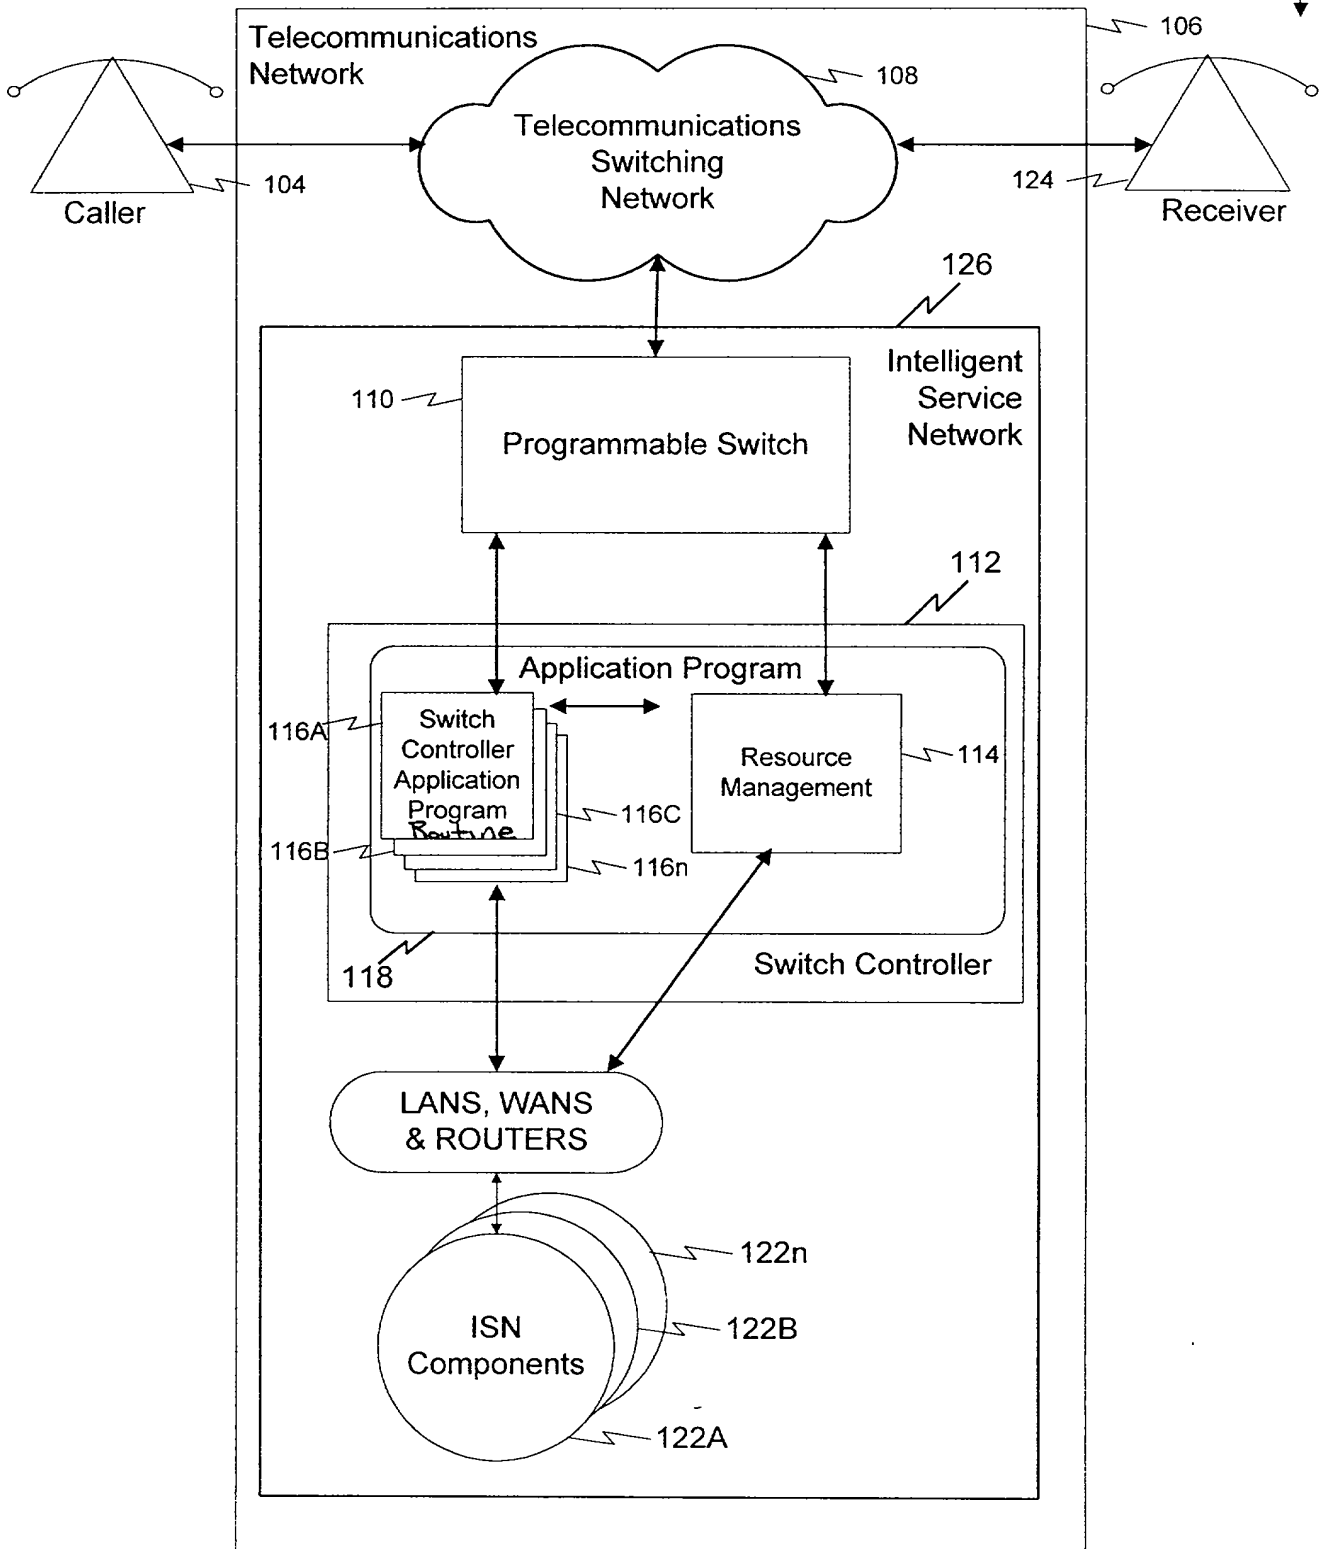 Telecommunications
Network
106
108
Telecommunications
Switching
Network
104
Caller
124
Receiver
126
Intelligent
Service
Network
110
Programmable Switch
112
Application Program
116A
Switch
Controller
Application
Program
Routine
Resource
Management
114
116C
116B
116n
118
Switch Controller
LANS, WANS
& ROUTERS
122n
ISN
Components
122B
122A